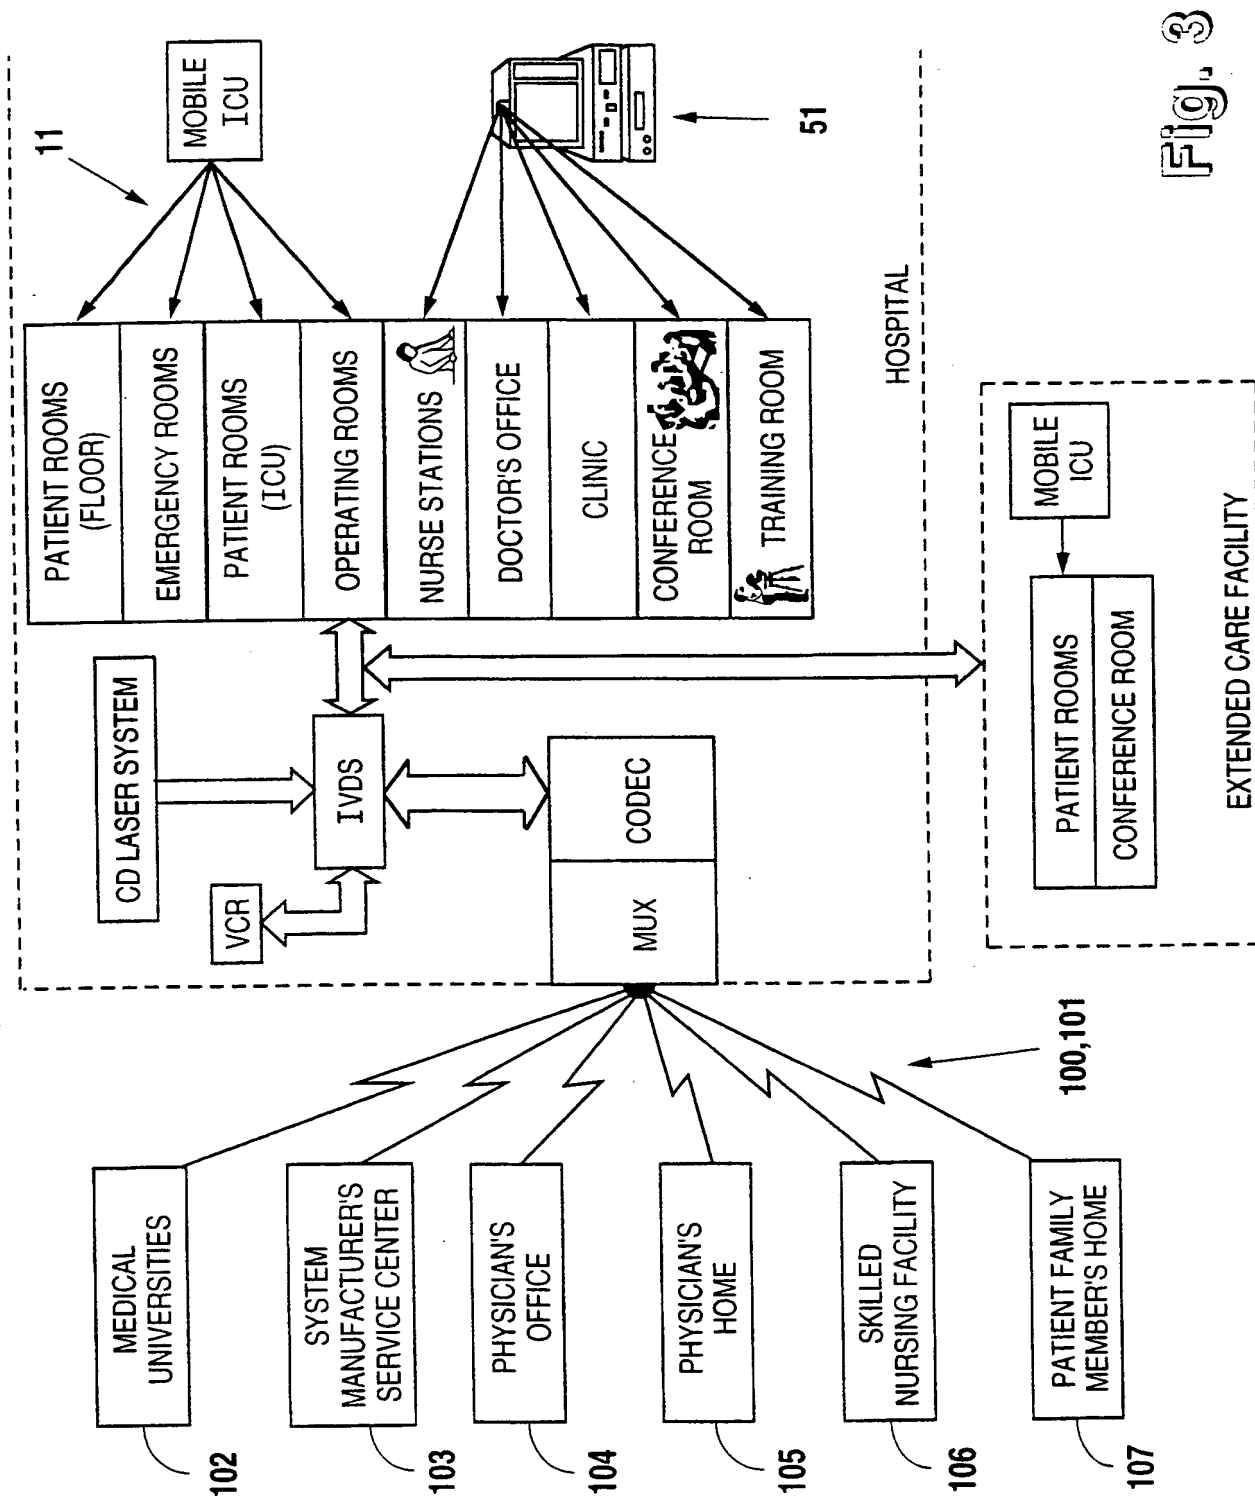 102
MEDICAL
UNIVERSITIES
103
SYSTEM
MANUFACTURER'S
SERVICE CENTER
104
PHYSICIAN'S
OFFICE
105
PHYSICIAN'S
HOME
106
SKILLED
NURSING FACILITY
107
PATIENT FAMILY
MEMBER'S HOME
100,101
VCR
CD LASER SYSTEM
IVDS
MUX
CODEC
PATIENT ROOMS
(FLOOR)
EMERGENCY ROOMS
PATIENT ROOMS
(ICU)
OPERATING ROOMS
NURSE STATIONS
DOCTOR'S OFFICE
CLINIC
CONFERENCE
ROOM
TRAINING ROOM
11
MOBILE
ICU
51
HOSPITAL
PATIENT ROOMS
CONFERENCE ROOM
MOBILE
ICU
EXTENDED CARE FACILITY
Fig. 3